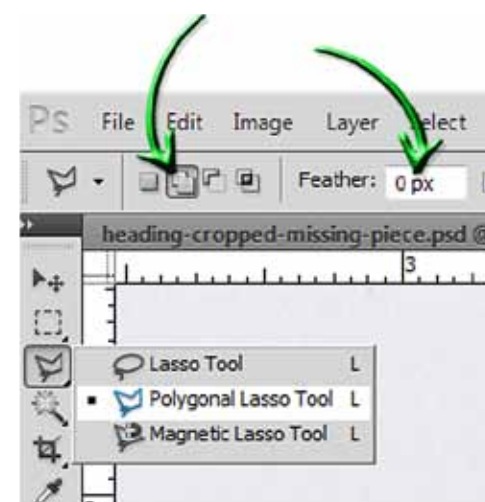 Ps File Edit Image Layer Select
Feather: 0 px
heading-cropped-missing-piece.psd @
3
Lasso Tool L
Polygonal Lasso Tool L
Magnetic Lasso Tool L